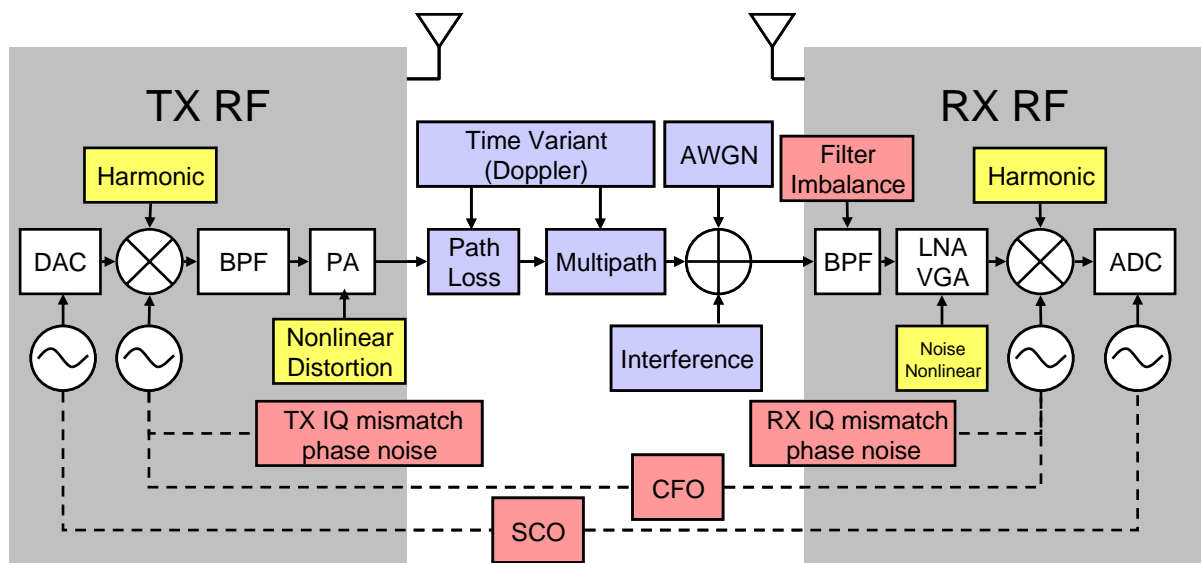 TX RF
RX RF
Harmonic
Time Variant
(Doppler)
AWGN
Filter
Imbalance
Harmonic
DAC
BPF
PA
Path
Loss
Multipath
BPF
LNA
VGA
ADC
Nonlinear
Distortion
Interference
Noise
Nonlinear
TX IQ mismatch
phase noise
RX IQ mismatch
phase noise
CFO
SCO